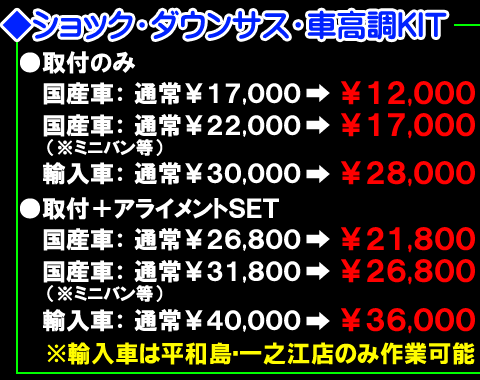 ◆ショック・ダウンサス・車高調KIT
●取付のみ
国産車：通常￥17,000➡￥12,000
国産車：通常￥22,000➡￥17,000
（※ミニバン等）
輸入車：通常￥30,000➡￥28,000
●取付＋アライメントSET
国産車：通常￥26,800➡￥21,800
国産車：通常￥31,800➡￥26,800
（※ミニバン等）
輸入車：通常￥40,000➡￥36,000
※輸入車は平和島・一之江店のみ作業可能